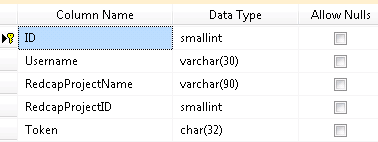 Column Name Data Type Allow Nulls
ID smallint
Username varchar(30)
RedcapProjectName varchar(90)
RedcapProjectID smallint
Token char(32)